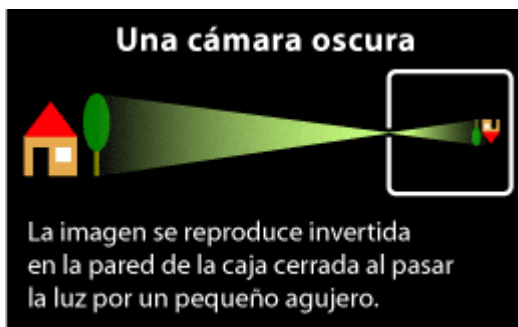 Una cámara oscura
La imagen se reproduce invertida
en la pared de la caja cerrada al pasar
la luz por un pequeño agujero.